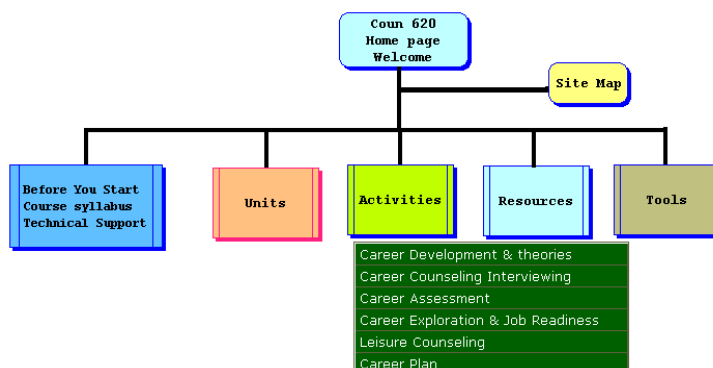 Coun 620
Home page
Welcome
Site Map
Before You Start
Course syllabus
Technical Support
Units
Activities
Resources
Tools
Career Development & theories
Career Counseling Interviewing
Career Assessment
Career Exploration & Job Readiness
Leisure Counseling
Career Plan